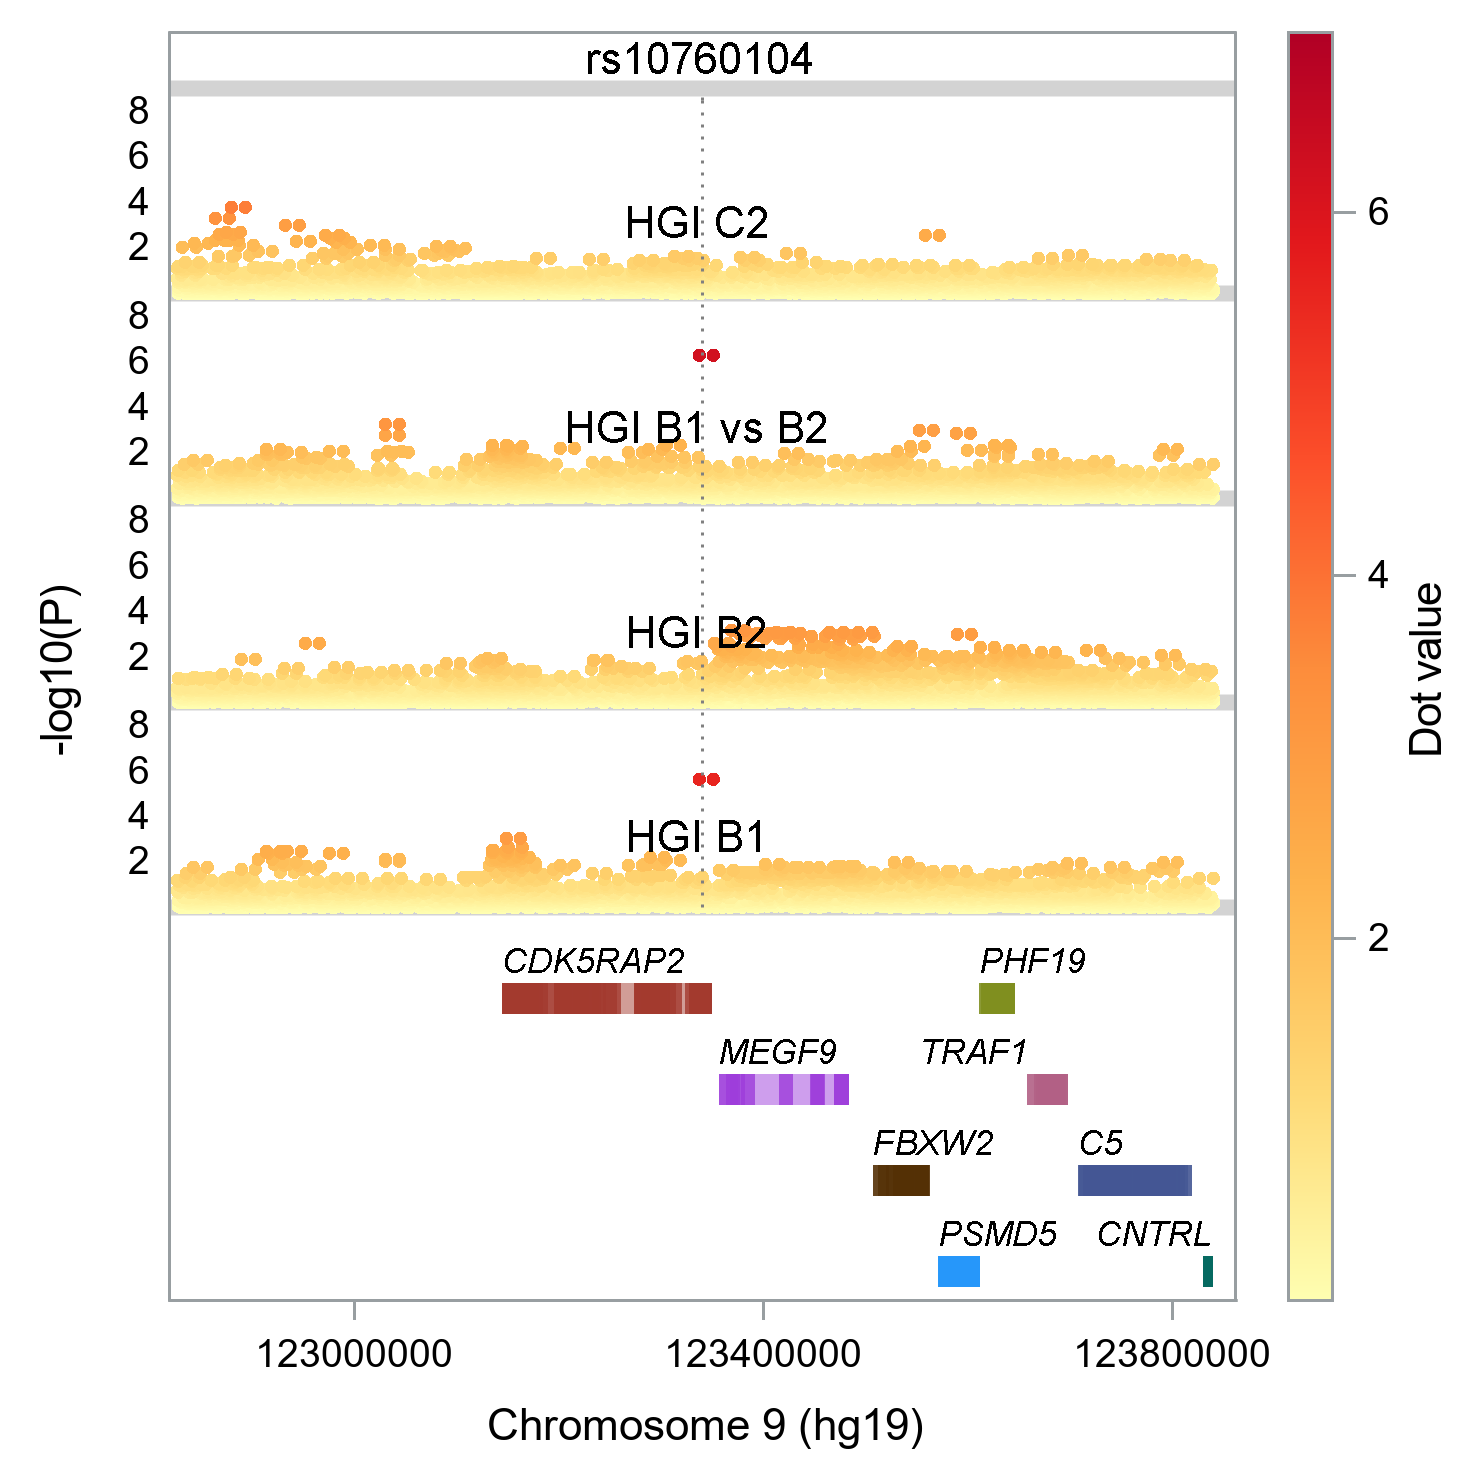 rs10760104
8
6
4
2
HGI C2
8
6
4
2
HGI B1 vs B2
8
6
4
2
HGI B2
8
6
4
2
HGI B1
-log10(P)
CDK5RAP2
PHF19
MEGF9
TRAF1
FBXW2
C5
PSMD5
CNTRL
123000000
123400000
123800000
Chromosome 9 (hg19)
6
4
2
Dot value